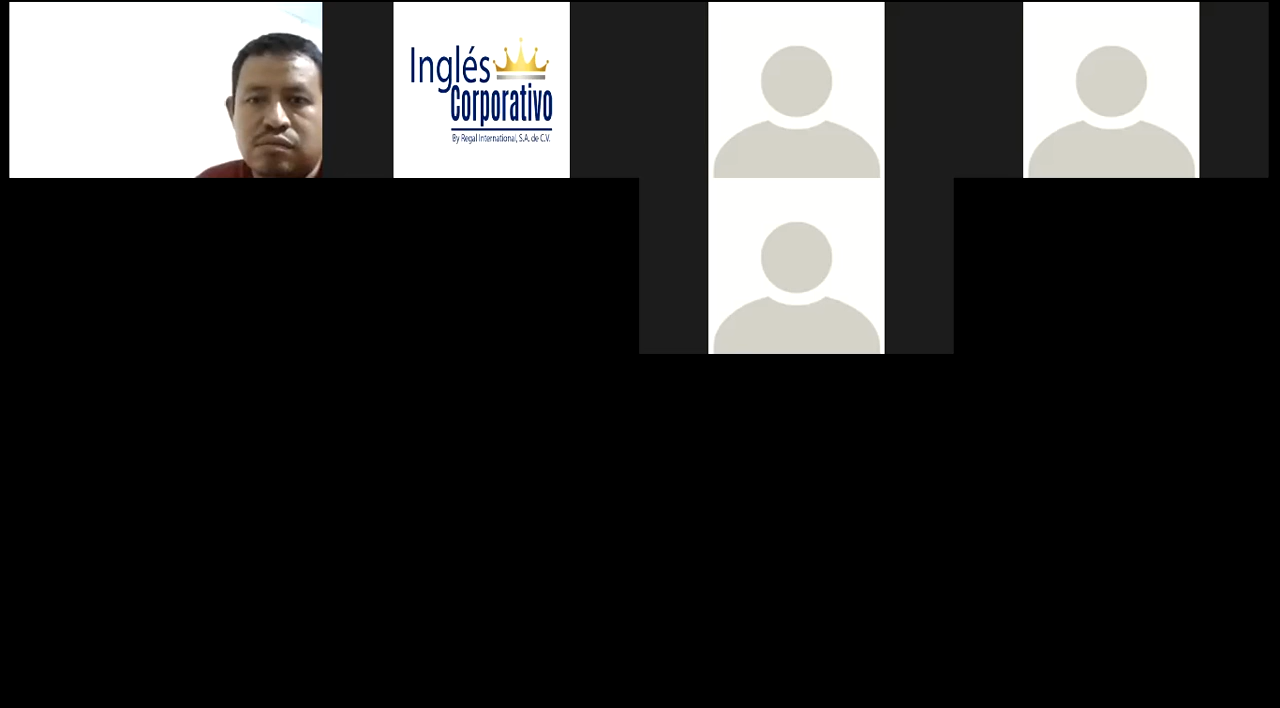 Inglés
Corporativo
By Regal International, S.A. de C.V.